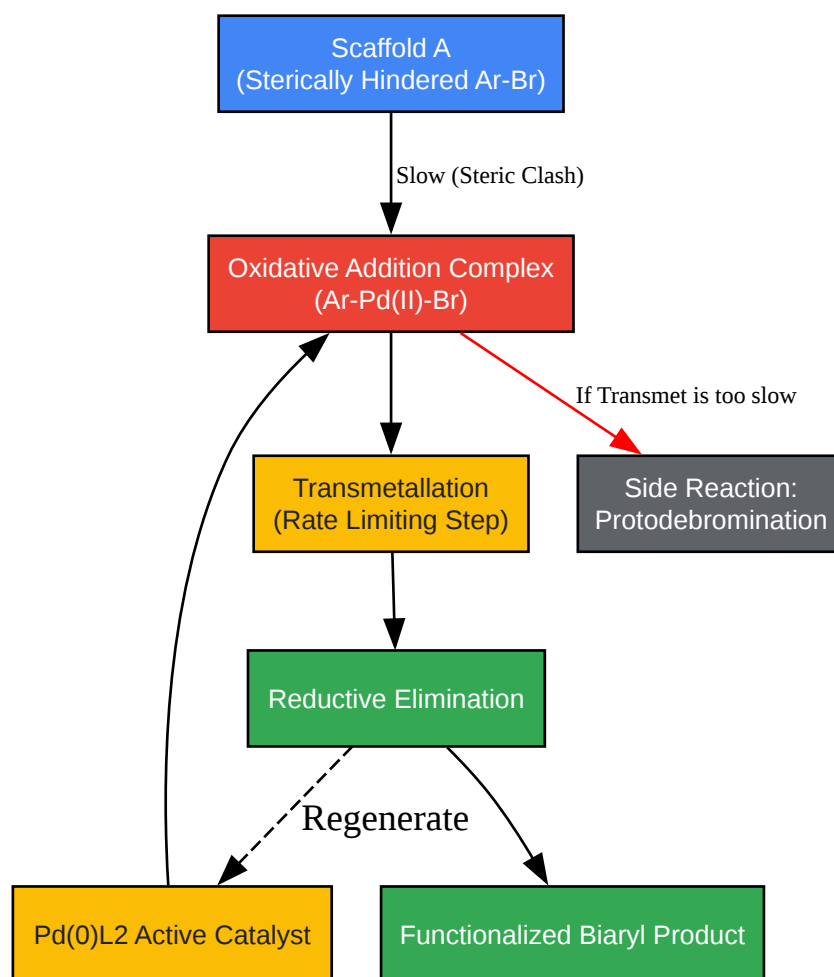 Scaffold A
(Sterically Hindered Ar-Br)
Slow (Steric Clash)
Oxidative Addition Complex
(Ar-Pd(II)-Br)
If Transmet is too slow
Transmetallation
(Rate Limiting Step)
Side Reaction:
Protodebromination
Reductive Elimination
Regenerate
Pd(0)L2 Active Catalyst
Functionalized Biaryl Product